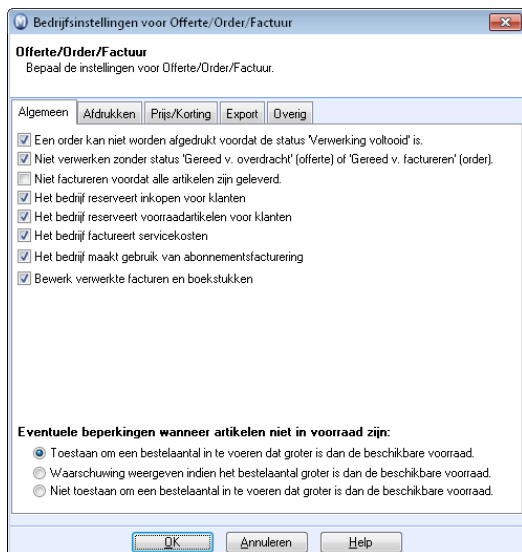 Bedrijfsinstellingen voor Offerte/Order/Factuur
Offerte/Order/Factuur
Bepaal de instellingen voor Offerte/Order/Factuur.
Algemeen Afdrukken Prijs/Korting Export Overig
Een order kan niet worden afgedrukt voordat de status 'Verwerking voltooid' is.
Niet verwerken zonder status 'Gereed v. overdracht' (offerte) of 'Gereed v. factureren' (order).
Niet factureren voordat alle artikelen zijn geleverd.
Het bedrijf reserveert inkopen voor klanten
Het bedrijf reserveert voorraadartikelen voor klanten
Het bedrijf factureert servicekosten
Het bedrijf maakt gebruik van abonnementsfacturering
Bewerk verwerkte facturen en boekstukken
Eventuele beperkingen wanneer artikelen niet in voorraad zijn:
Toestaan om een bestelaantal in te voeren dat groter is dan de beschikbare voorraad.
Waarschuwing weergeven indien het bestelaantal groter is dan de beschikbare voorraad.
Niet toestaan om een bestelaantal in te voeren dat groter is dan de beschikbare voorraad.
OK Annuleren Help